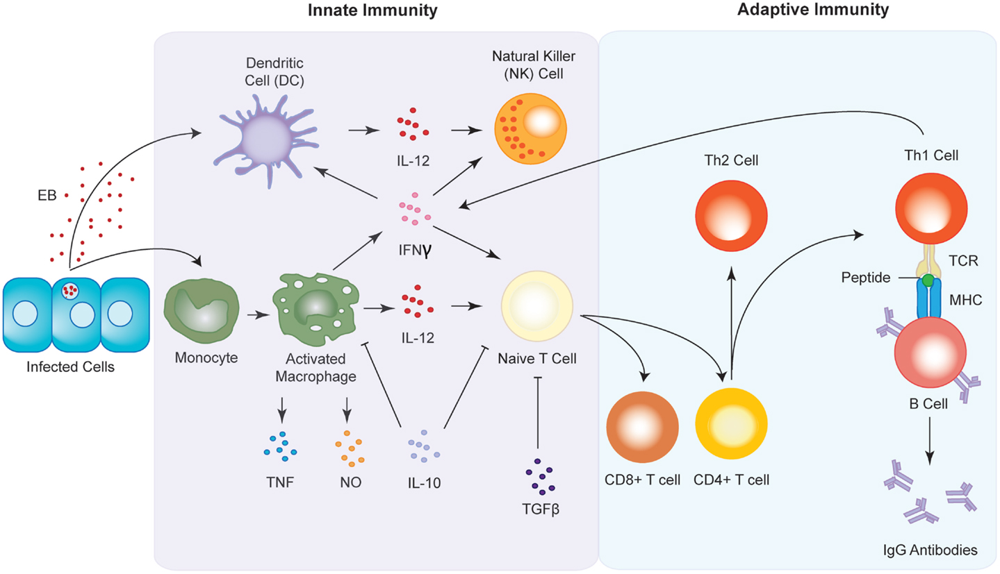 Innate Immunity
Adaptive Immunity
Dendritic
Cell (DC)
Natural Killer
(NK) Cell
IL-12
Th2 Cell
Th1 Cell
EB
IFNγ
TCR
Peptide
MHC
IL-12
Infected Cells
Monocyte
Activated
Macrophage
Naive T Cell
B Cell
TNF
NO
IL-10
CD8+ T cell
CD4+ T cell
TGFβ
IgG Antibodies